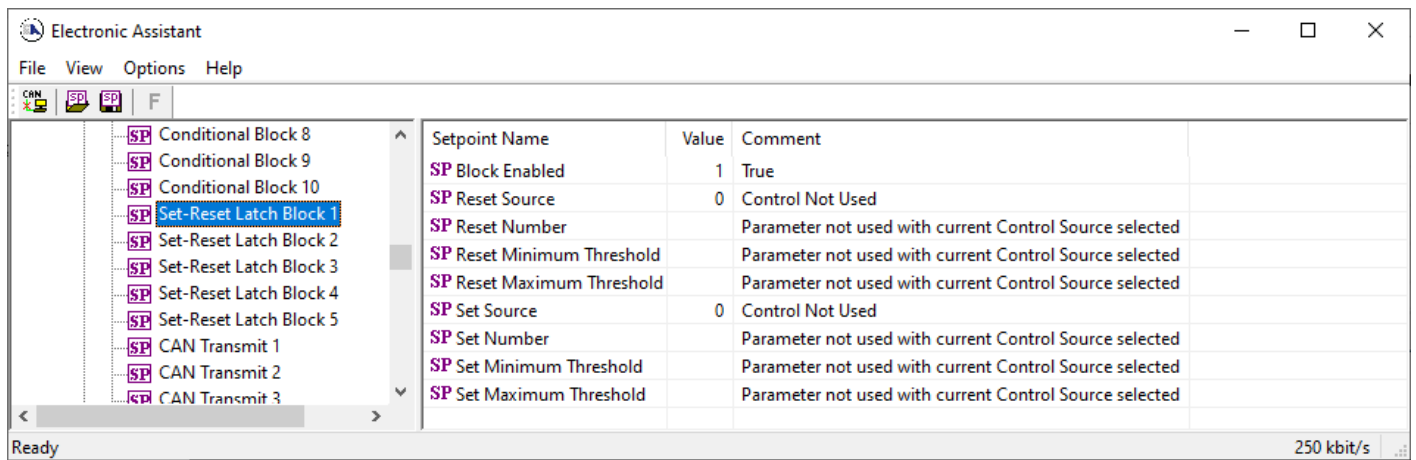 Electronic Assistant
File View Options Help
CAN SP SP F
SP Conditional Block 8
SP Conditional Block 9
SP Conditional Block 10
SP Set-Reset Latch Block 1
SP Set-Reset Latch Block 2
SP Set-Reset Latch Block 3
SP Set-Reset Latch Block 4
SP Set-Reset Latch Block 5
SP CAN Transmit 1
SP CAN Transmit 2
SP CAN Transmit 3
Setpoint Name Value Comment
SP Block Enabled 1 True
SP Reset Source 0 Control Not Used
SP Reset Number Parameter not used with current Control Source selected
SP Reset Minimum Threshold Parameter not used with current Control Source selected
SP Reset Maximum Threshold Parameter not used with current Control Source selected
SP Set Source 0 Control Not Used
SP Set Number Parameter not used with current Control Source selected
SP Set Minimum Threshold Parameter not used with current Control Source selected
SP Set Maximum Threshold Parameter not used with current Control Source selected
Ready 250 kbit/s